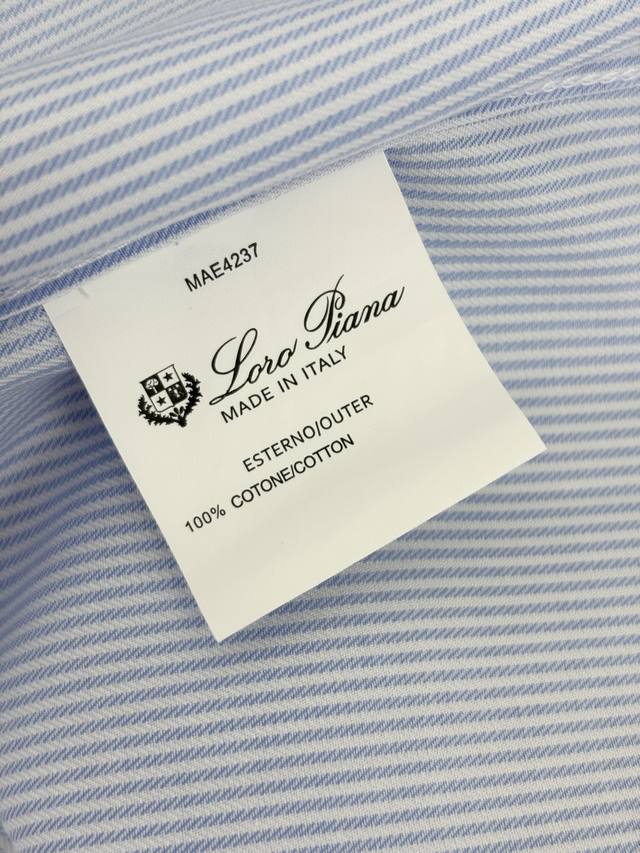 MAE4237
Loro Piana
MADE IN ITALY
ESTERNO/OUTER
100% COTONE/COTTON